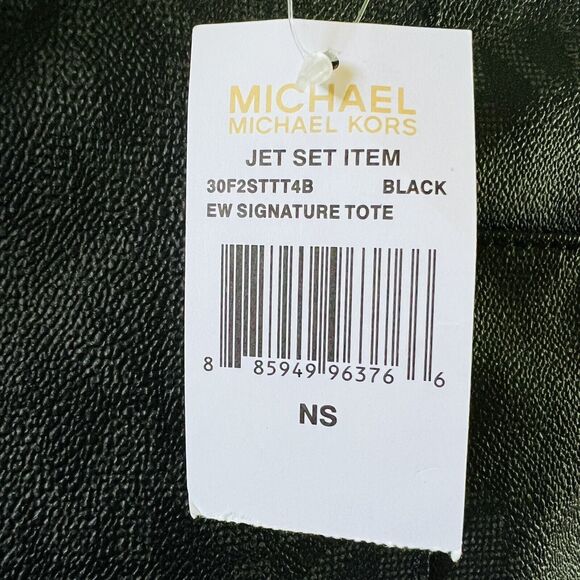 MICHAEL
MICHAEL KORS
JET SET ITEM
30F2STTT4B BLACK
EW SIGNATURE TOTE
8 85949 96376 6
NS